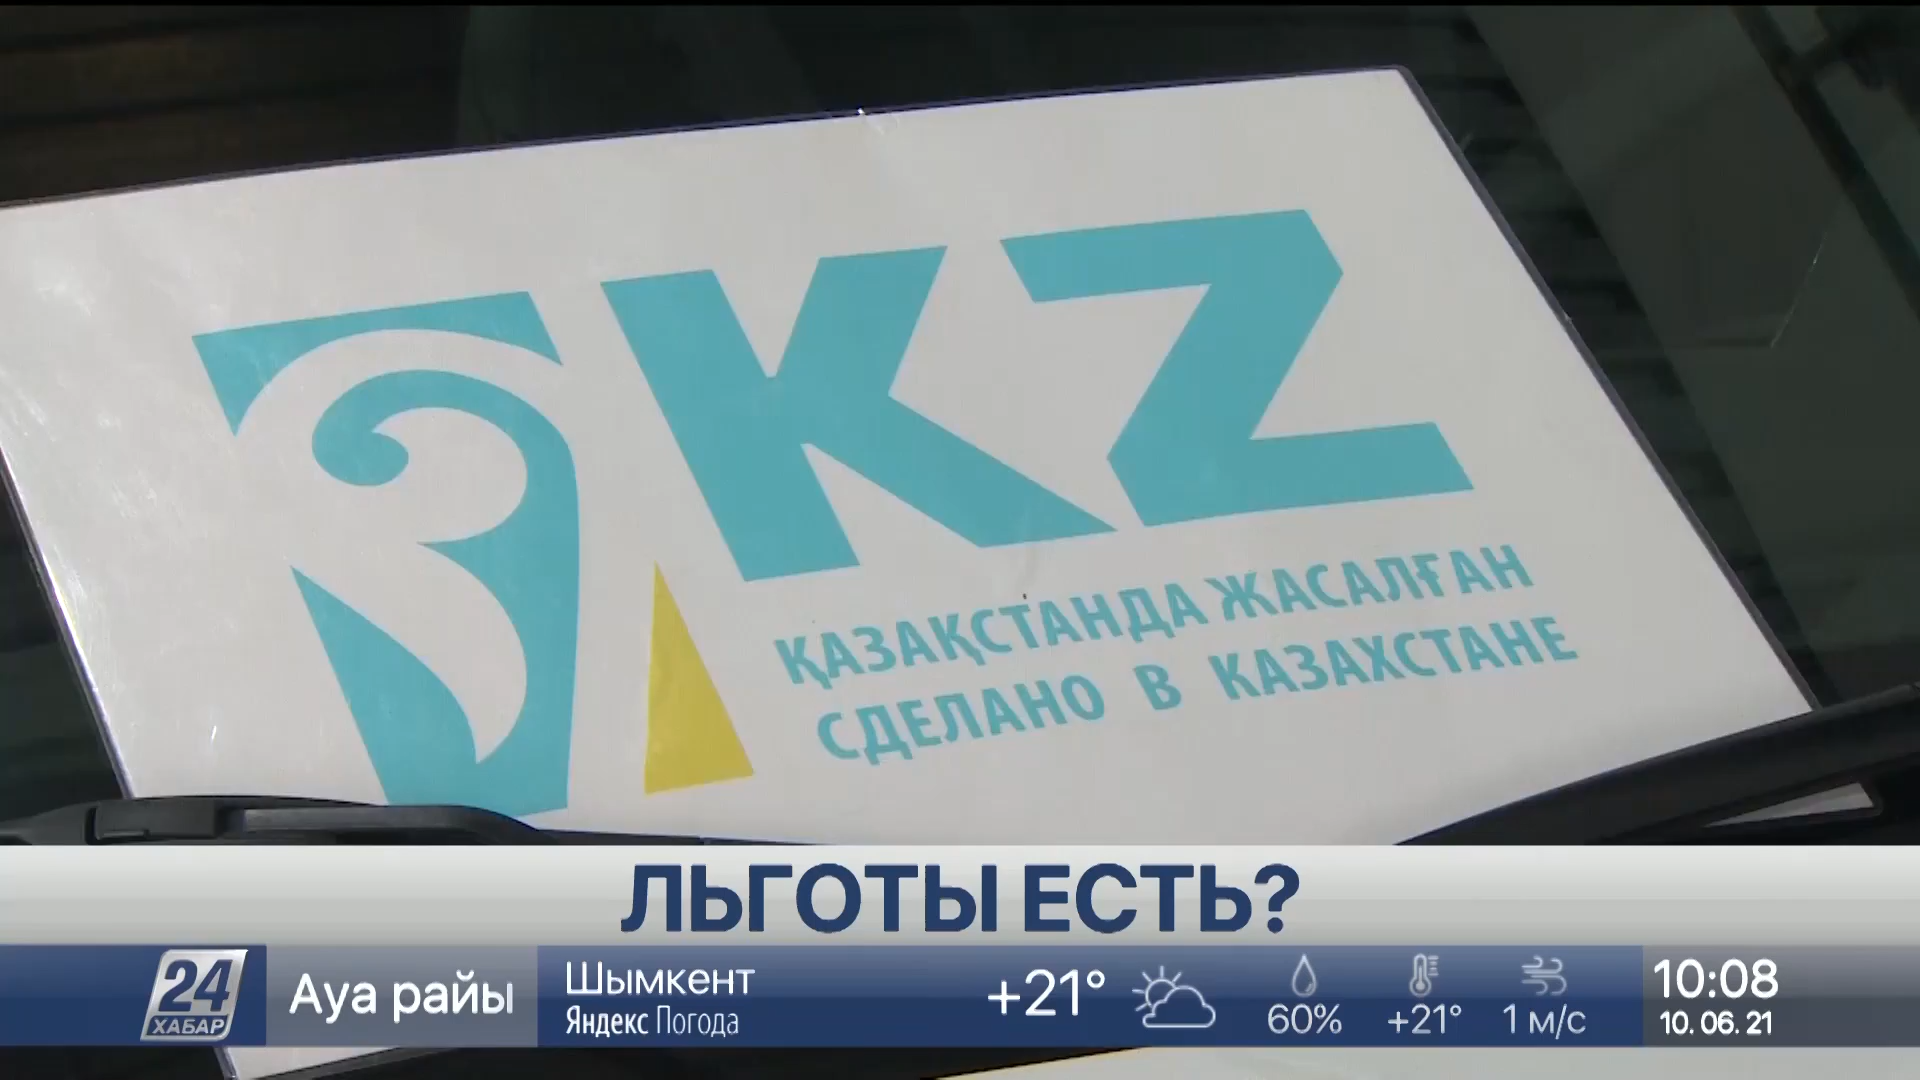 KZ
ҚАЗАҚСТАНДА ЖАСАЛҒАН
СДЕЛАНО В КАЗАХСТАНЕ
ЛЬГОТЫ ЕСТЬ?
24
ХАБАР
Ауа райы
Шымкент
Яндекс Погода
+21°
60%
+21°
1 м/с
10:08
10. 06. 21